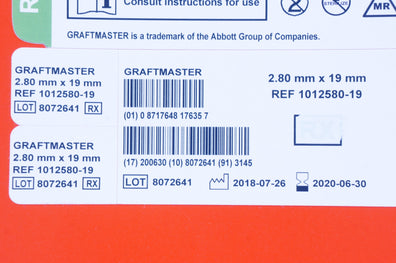 Consult instructions for use
MR
GRAFTMASTER is a trademark of the Abbott Group of Companies.
GRAFTMASTER
2.80 mm x 19 mm
REF 1012580-19
LOT 8072641 RX
GRAFTMASTER
2.80 mm x 19 mm
REF 1012580-19
LOT 8072641 RX
GRAFTMASTER
(01) 0 8717648 17635 7
(17) 200630 (10) 8072641 (91) 3145
LOT 8072641
2018-07-26
2020-06-30
2.80 mm x 19 mm
REF 1012580-19
RX